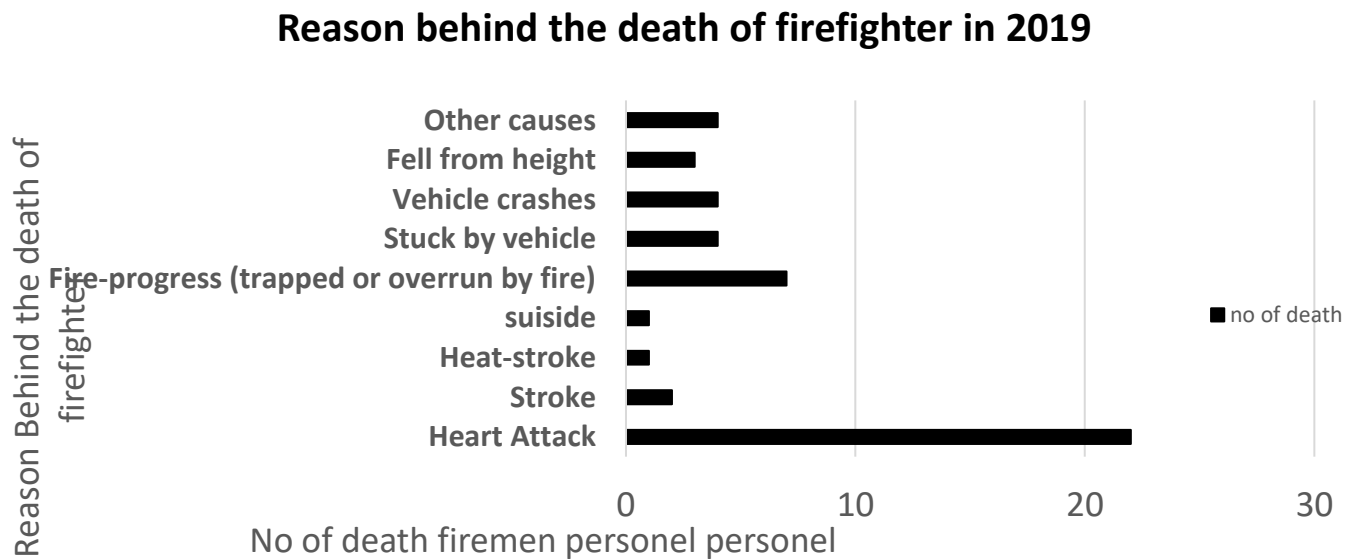 Reason behind the death of firefighter in 2019
Reason Behind the death of
firefighter
Other causes
Fell from height
Vehicle crashes
Stuck by vehicle
Fire-progress (trapped or overrun by fire)
suiside
Heat-stroke
Stroke
Heart Attack
no of death
0 10 20 30
No of death firemen personel personel